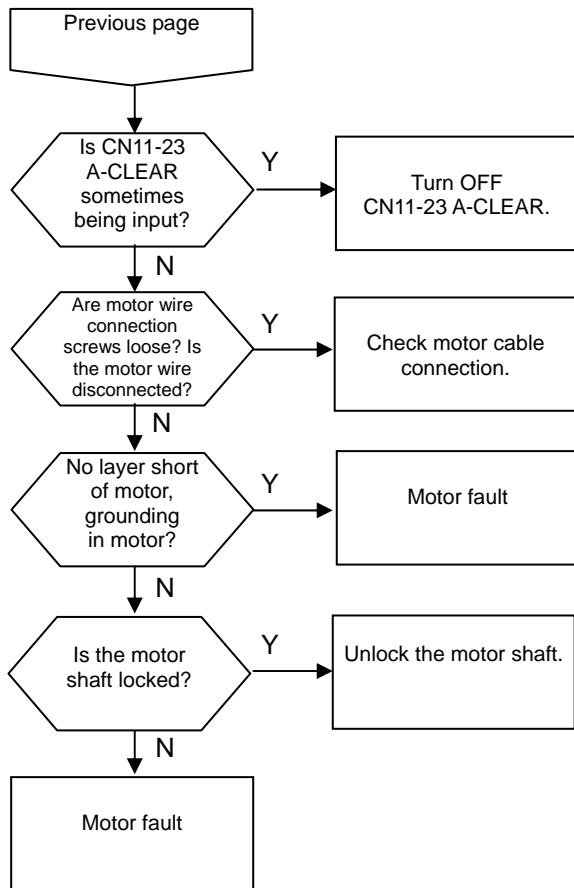 Previous page
Is CN11-23
A-CLEAR
sometimes
being input?
Y
Turn OFF
CN11-23 A-CLEAR.
N
Are motor wire
connection
screws loose? Is
the motor wire
disconnected?
Y
Check motor cable
connection.
N
No layer short
of motor,
grounding
in motor?
Y
Motor fault
N
Is the motor
shaft locked?
Y
Unlock the motor shaft.
N
Motor fault